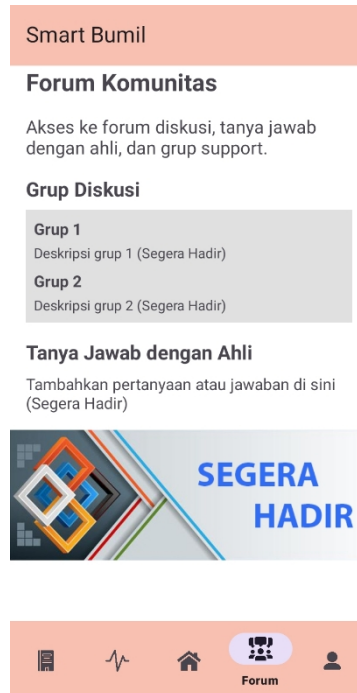 Smart Bumil
Forum Komunitas
Akses ke forum diskusi, tanya jawab
dengan ahli, dan grup support.
Grup Diskusi
Grup 1
Deskripsi grup 1 (Segera Hadir)
Grup 2
Deskripsi grup 2 (Segera Hadir)
Tanya Jawab dengan Ahli
Tambahkan pertanyaan atau jawaban di sini
(Segera Hadir)
SEGERA
HADIR
Forum